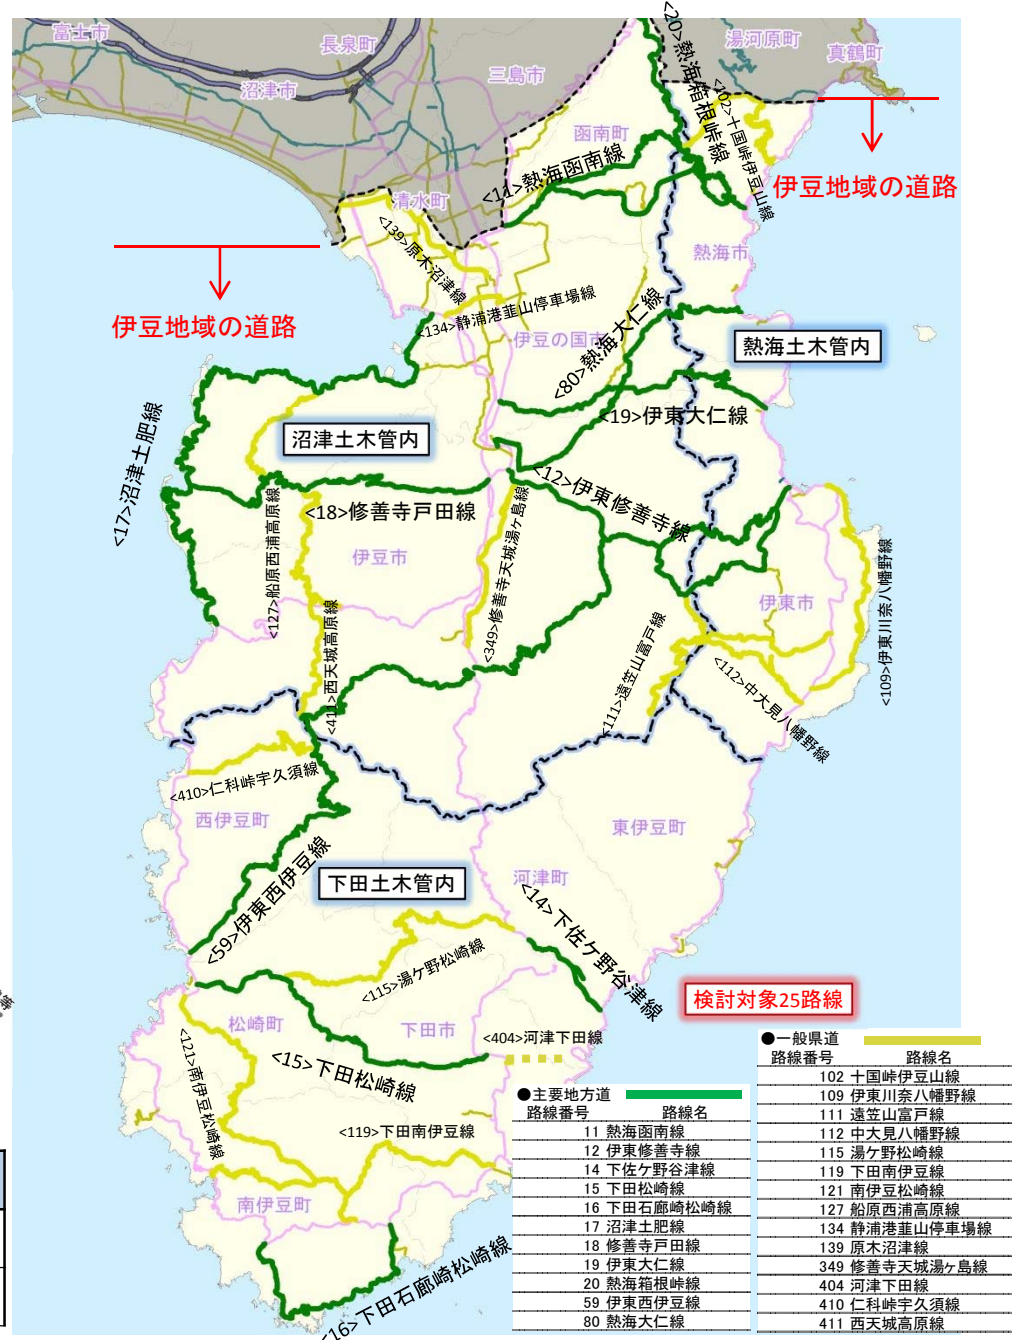 <20>熱海箱根峠線
富士市
長泉町
湯河原町
真鶴町
沼津市
三島市
<102>十国峠伊豆山線
函南町
<11>熱海函南線
伊豆地域の道路
清水町
<139>原木沼津線
熱海市
<134>静浦港韮山停車場線
伊豆地域の道路
伊豆の国市
<80>熱海大仁線
熱海土木管内
<19>伊東大仁線
沼津土木管内
<17>沼津土肥線
<12>伊東修善寺線
<18>修善寺戸田線
<127>船原西浦高原線
伊豆市
<349>修善寺天城湯ケ島線
伊東市
<109>伊東川奈八幡野線
<411>西天城高原線
<111>遠笠山富戸線
<112>中大見八幡野線
<410>仁科峠宇久須線
西伊豆町
東伊豆町
下田土木管内
河津町
<59>伊東西伊豆線
<14>下佐ケ野谷津線
<115>湯ケ野松崎線
検討対象25路線
松崎町
下田市
<404>河津下田線
<121>南伊豆松崎線
<15>下田松崎線
<119>下田南伊豆線
南伊豆町
<16>下田石廊崎松崎線
●主要地方道
路線番号 路線名
11 熱海函南線
12 伊東修善寺線
14 下佐ケ野谷津線
15 下田松崎線
16 下田石廊崎松崎線
17 沼津土肥線
18 修善寺戸田線
19 伊東大仁線
20 熱海箱根峠線
59 伊東西伊豆線
80 熱海大仁線
●一般県道
路線番号 路線名
102 十国峠伊豆山線
109 伊東川奈八幡野線
111 遠笠山富戸線
112 中大見八幡野線
115 湯ケ野松崎線
119 下田南伊豆線
121 南伊豆松崎線
127 船原西浦高原線
134 静浦港韮山停車場線
139 原木沼津線
349 修善寺天城湯ヶ島線
404 河津下田線
410 仁科峠宇久須線
411 西天城高原線